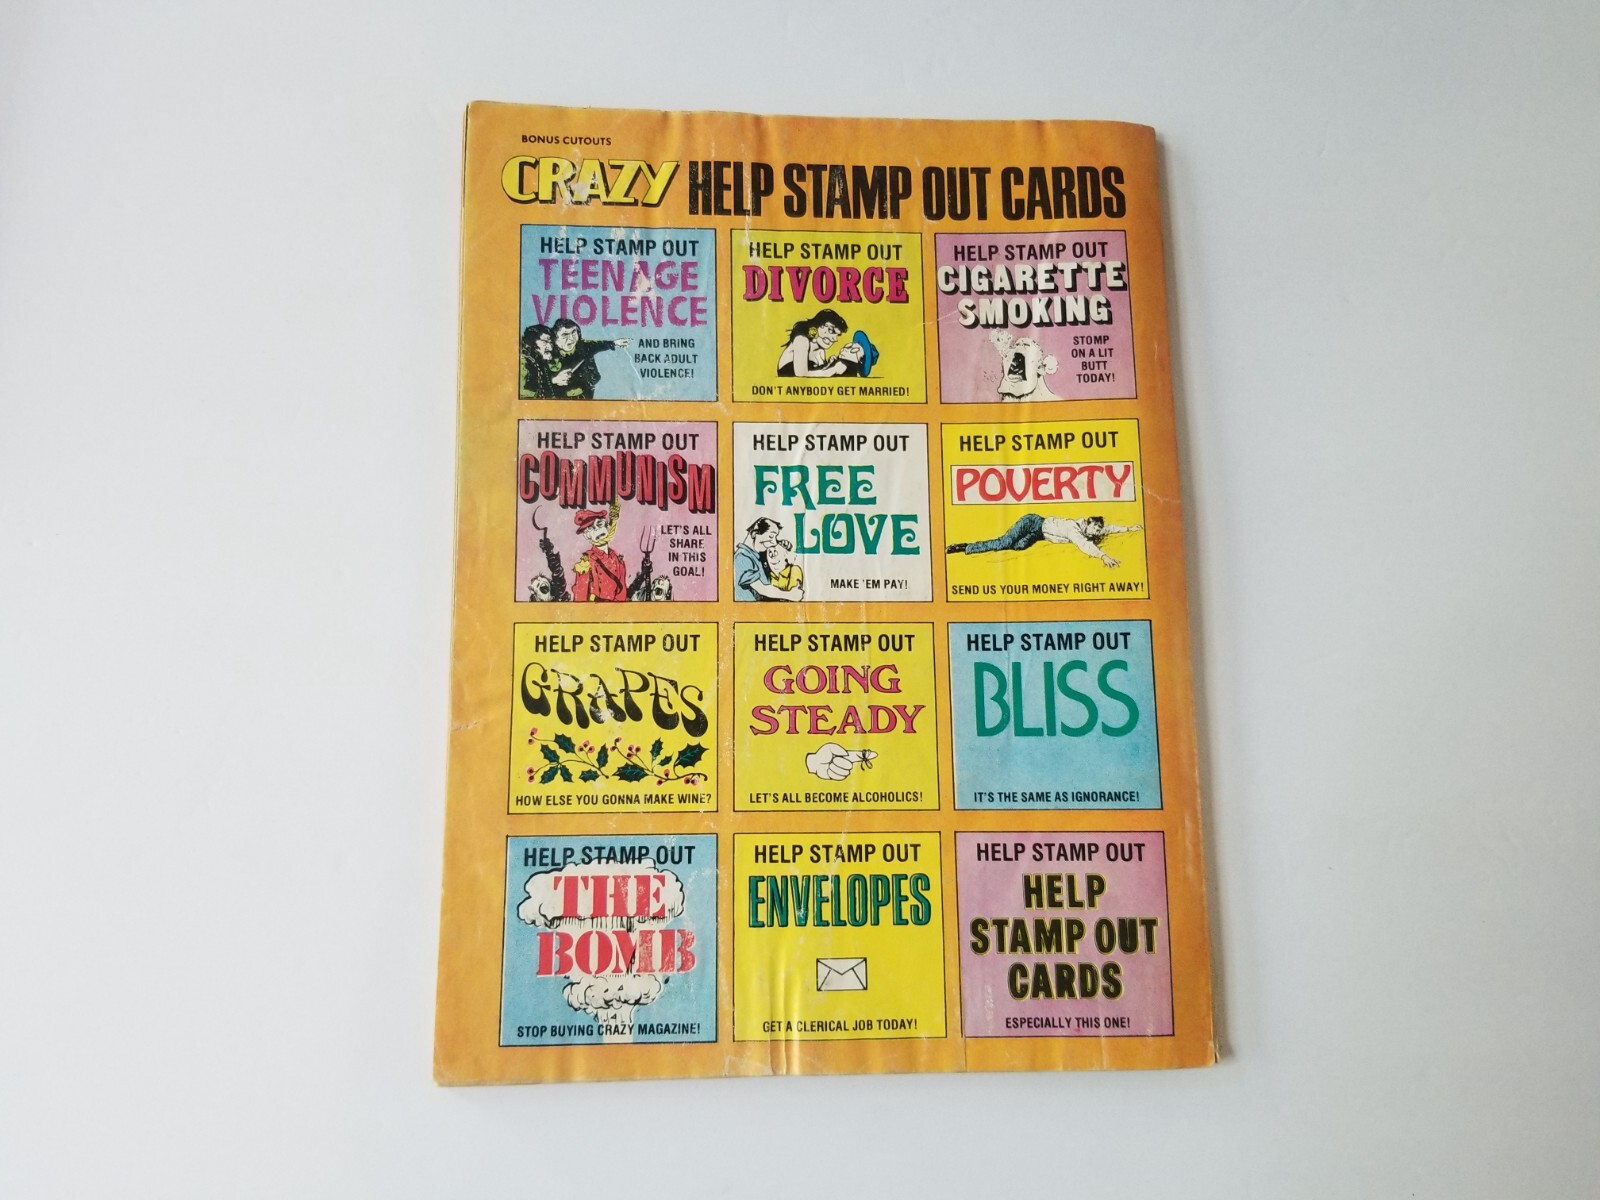 BONUS CUTOUTS
CRAZY HELP STAMP OUT CARDS
HELP STAMP OUT
TEENAGE
VIOLENCE
AND BRING
BACK ADULT
VIOLENCE!
HELP STAMP OUT
DIVORCE
DON'T ANYBODY GET MARRIED!
HELP STAMP OUT
CIGARETTE
SMOKING
STOMP
ON A LIT
BUTT
TODAY!
HELP STAMP OUT
COMMUNISM
LET'S ALL
SHARE
IN THIS
GOAL!
HELP STAMP OUT
FREE
LOVE
MAKE 'EM PAY!
HELP STAMP OUT
POVERTY
SEND US YOUR MONEY RIGHT AWAY!
HELP STAMP OUT
GRAPES
HOW ELSE YOU GONNA MAKE WINE?
HELP STAMP OUT
GOING
STEADY
LET'S ALL BECOME ALCOHOLICS!
HELP STAMP OUT
BLISS
IT'S THE SAME AS IGNORANCE!
HELP STAMP OUT
THE
BOMB
STOP BUYING CRAZY MAGAZINE!
HELP STAMP OUT
ENVELOPES
GET A CLERICAL JOB TODAY!
HELP STAMP OUT
HELP
STAMP OUT
CARDS
ESPECIALLY THIS ONE!